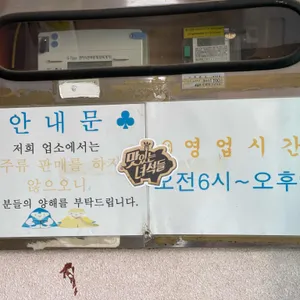 안내문
저희 업소에서는
주류 판매를 하지
않으오니,
분들의 양해를 부탁드립니다.
맛있는
녀석들
영업시간
오전6시~오후